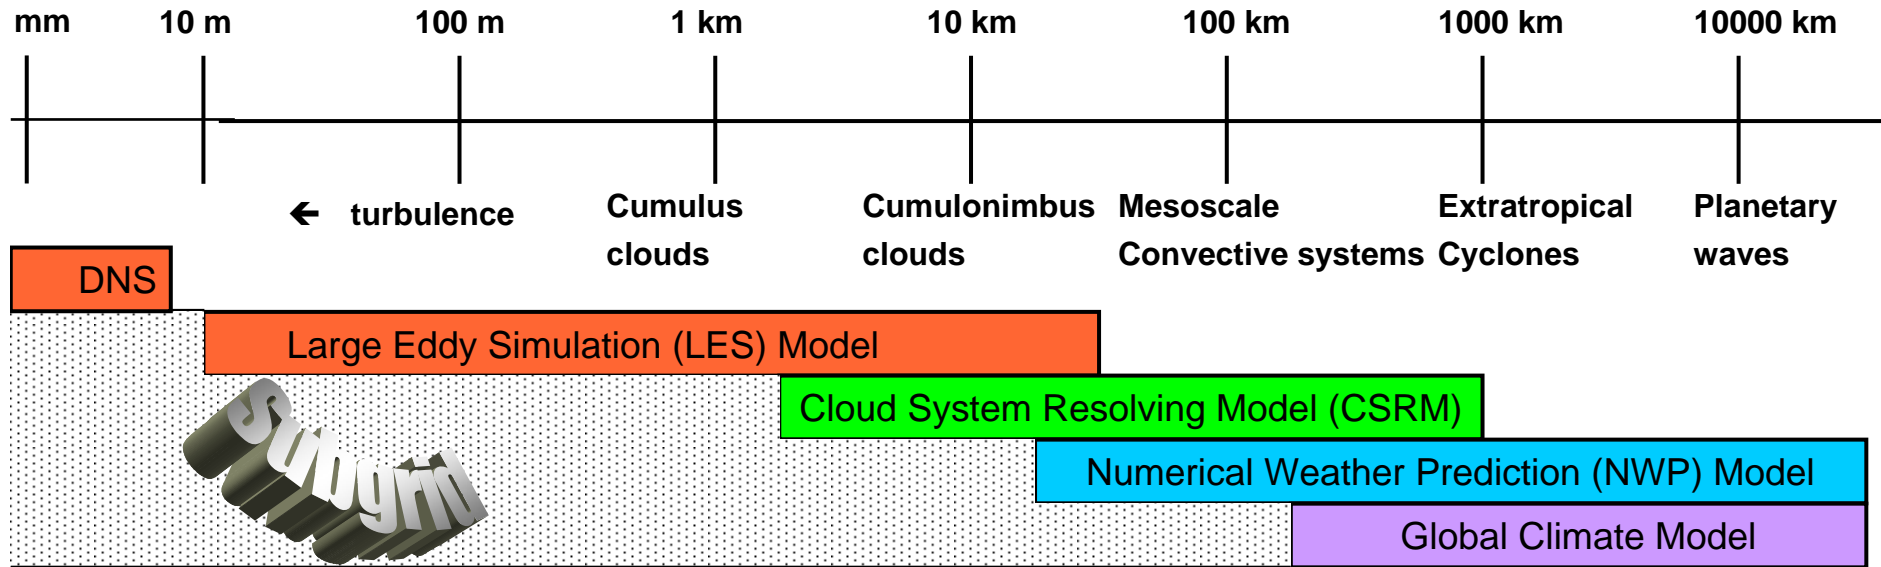 mm 10 m 100 m 1 km 10 km 100 km 1000 km 10000 km
← turbulence
Cumulus
clouds
Cumulonimbus
clouds
Mesoscale
Convective systems
Extratropical
Cyclones
Planetary
waves
DNS
Large Eddy Simulation (LES) Model
Cloud System Resolving Model (CSRM)
Numerical Weather Prediction (NWP) Model
Global Climate Model
Subgrid